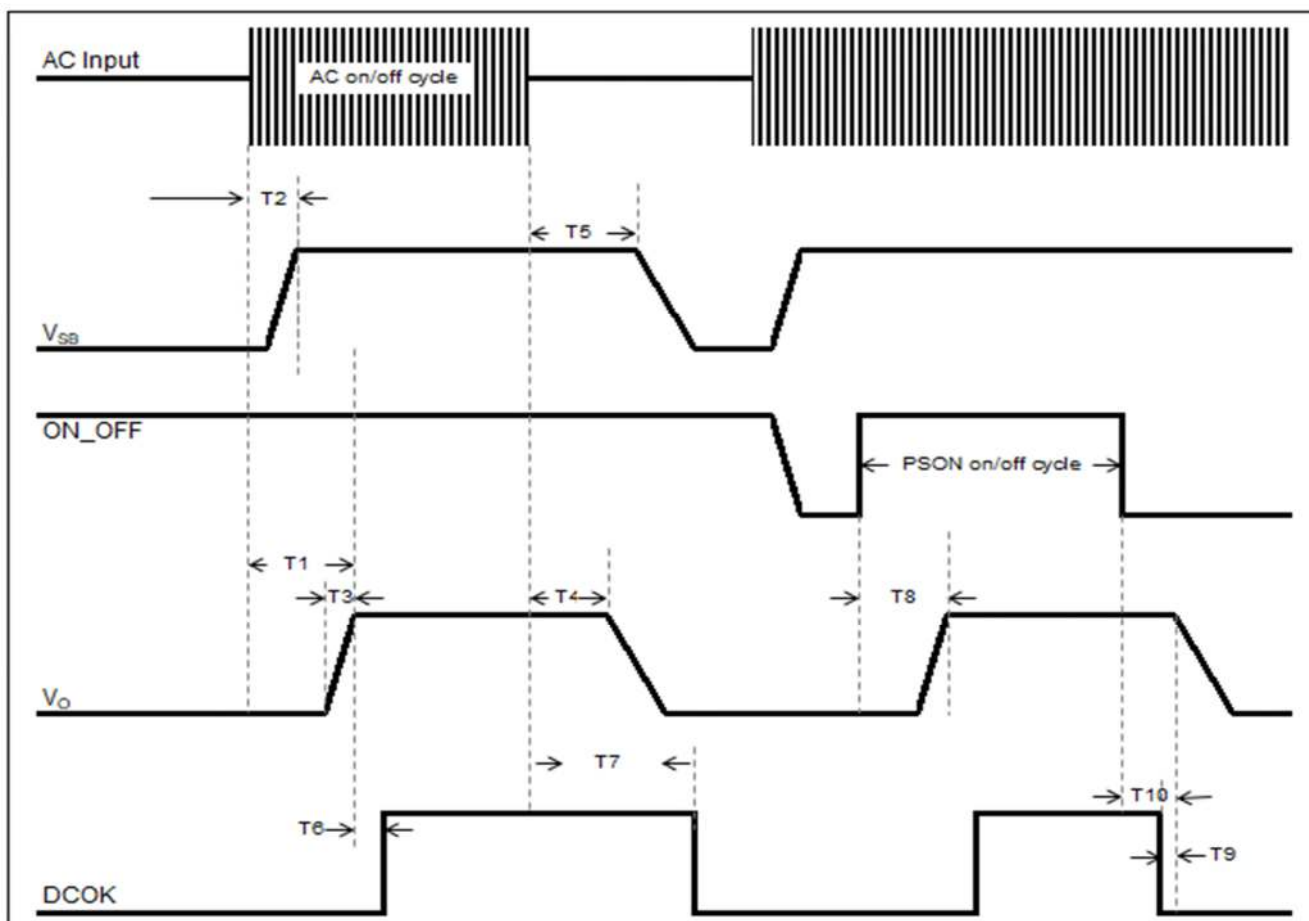 AC Input
AC on/off cycle
T2
T5
VSB
ON_OFF
PSON on/off cycle
T1
T3
T4
T8
VO
T7
T10
T6
T9
DCOK